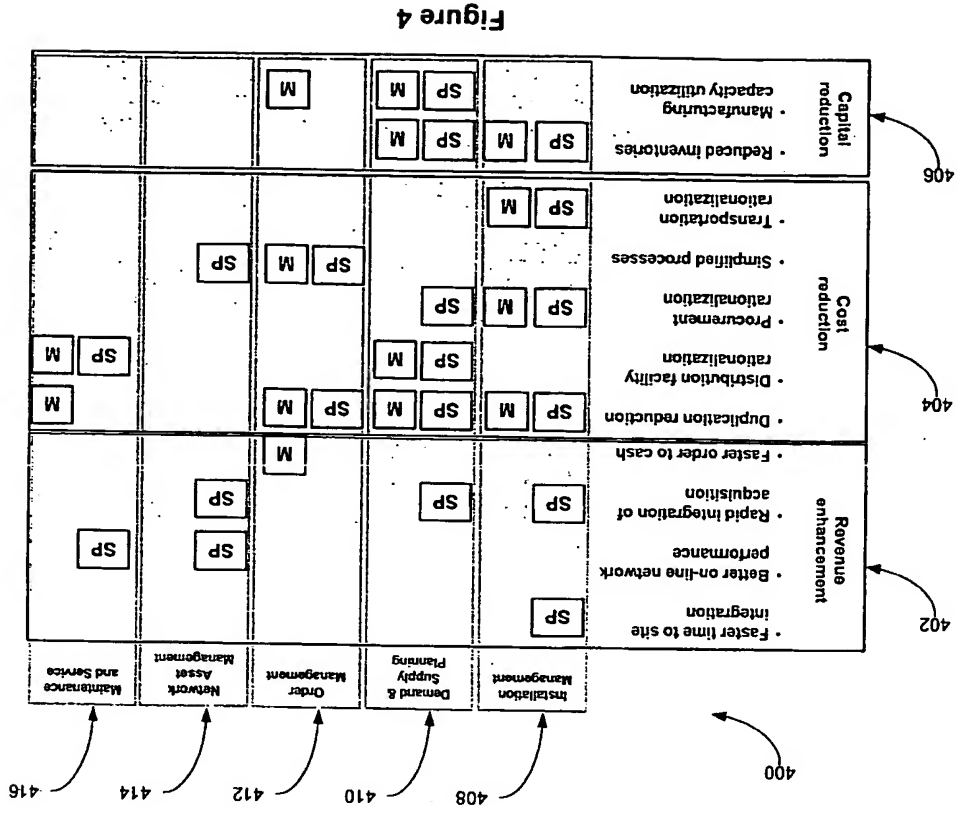 400
408 410 412 414 416
Installation Management
Demand & Supply Planning
Order Management
Network Asset Management
Maintenance and Service
402
Revenue enhancement
• Faster time to site
integration
SP
• Better on-line network
performance
SP SP
• Rapid integration of
acquisition
SP SP SP
• Faster order to cash
M
404
Cost reduction
• Duplication reduction
SP M SP M SP M M
• Distribution facility
rationalization
SP M SP M
• Procurement
rationalization
SP M SP
• Simplified processes
SP M SP
• Transportation
rationalization
SP M
406
Capital reduction
• Reduced inventories
SP M SP M
• Manufacturing
capacity utilization
SP M M
Figure 4